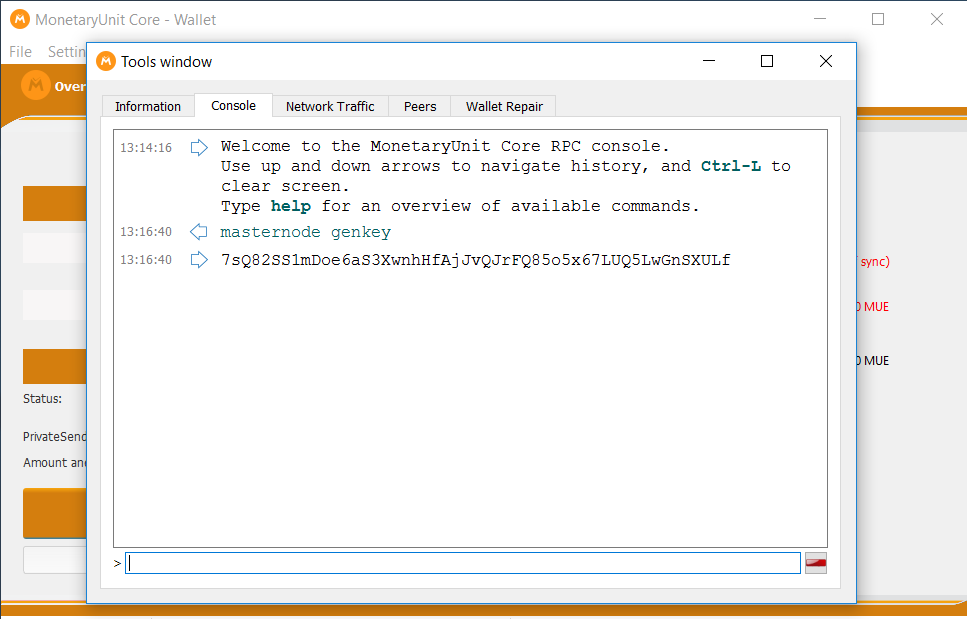 MonetaryUnit Core - Wallet
File Settin
Over
Tools window
Information Console Network Traffic Peers Wallet Repair
13:14:16 Welcome to the MonetaryUnit Core RPC console.
Use up and down arrows to navigate history, and Ctrl-L to
clear screen.
Type help for an overview of available commands.
13:16:40 masternode genkey
13:16:40 7sQ82SS1mDoe6aS3XwnhHfAjJvQJrFQ85o5x67LUQ5LwGnSXULf
sync)
0 MUE
0 MUE
Status:
PrivateSend
Amount and
>